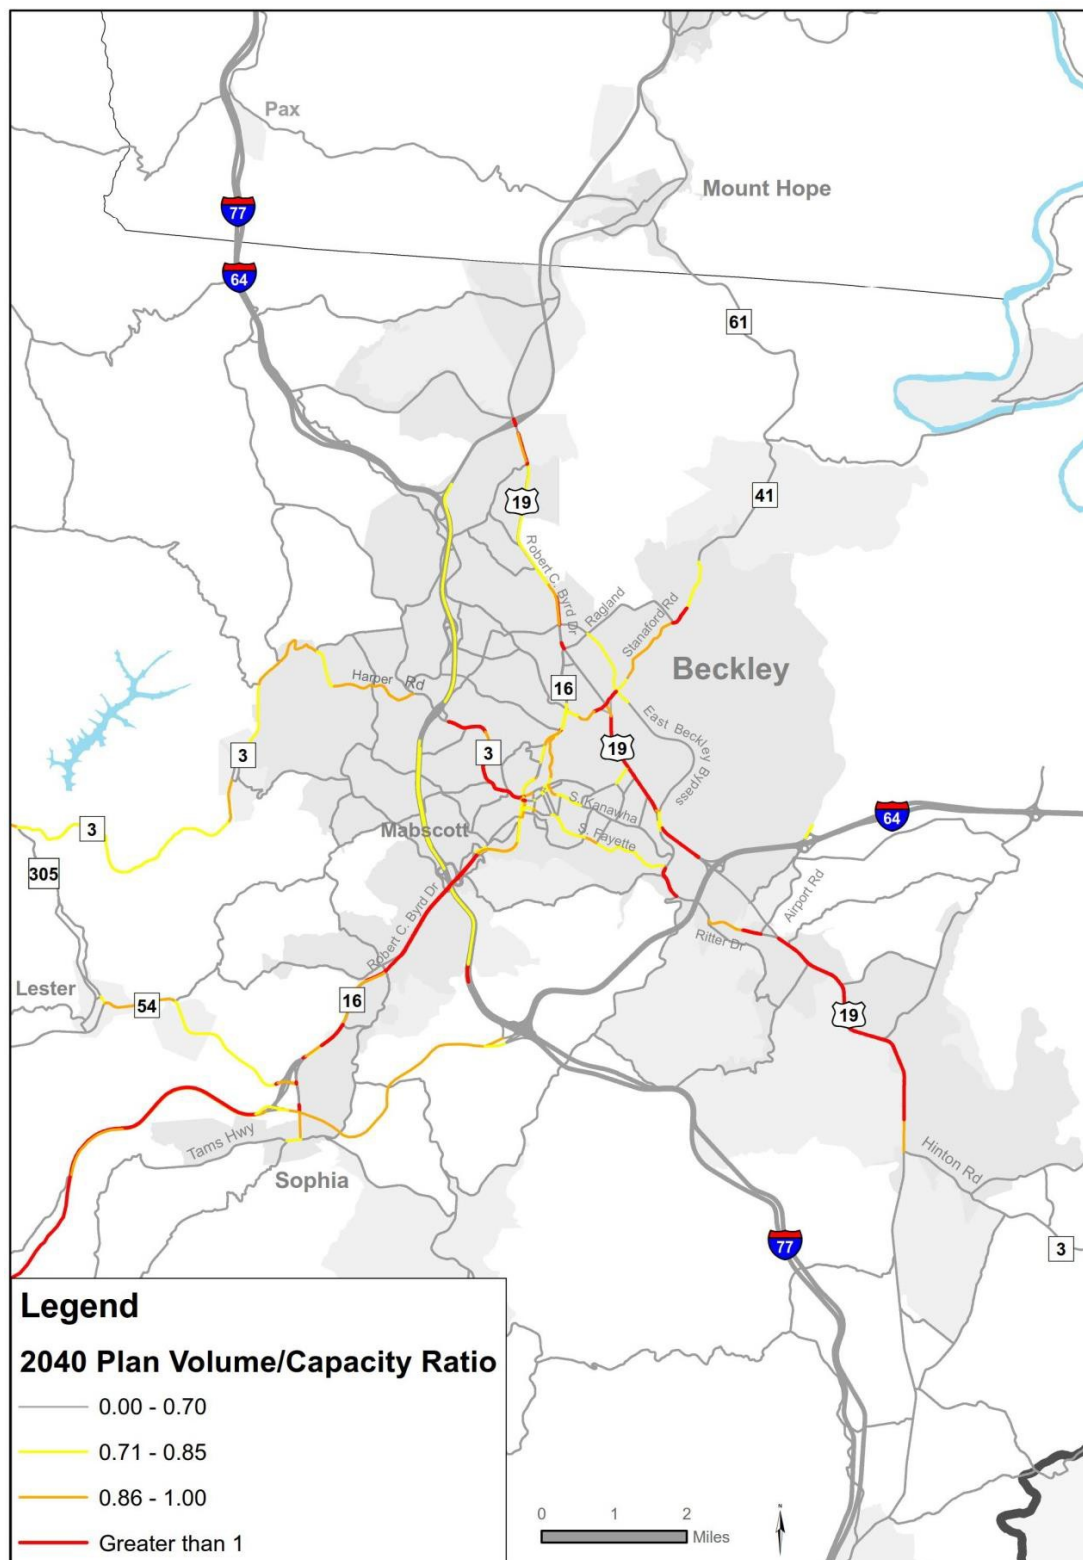 Pax
Mount Hope
77
64
61
41
19
Robert C. Byrd Dr
Ragland
Stanaford Rd
Beckley
Harper Rd
16
East Beckley Bypass
3
3
19
S. Kanawha
64
3
Mabscott
S. Fayette
305
Airport Rd
Robert C. Byrd Dr
Ritter Dr
Lester
54
16
19
Tams Hwy
Hinton Rd
Sophia
77
3
Legend
2040 Plan Volume/Capacity Ratio
0.00 - 0.70
0.71 - 0.85
0.86 - 1.00
Greater than 1
0 1 2
Miles
N